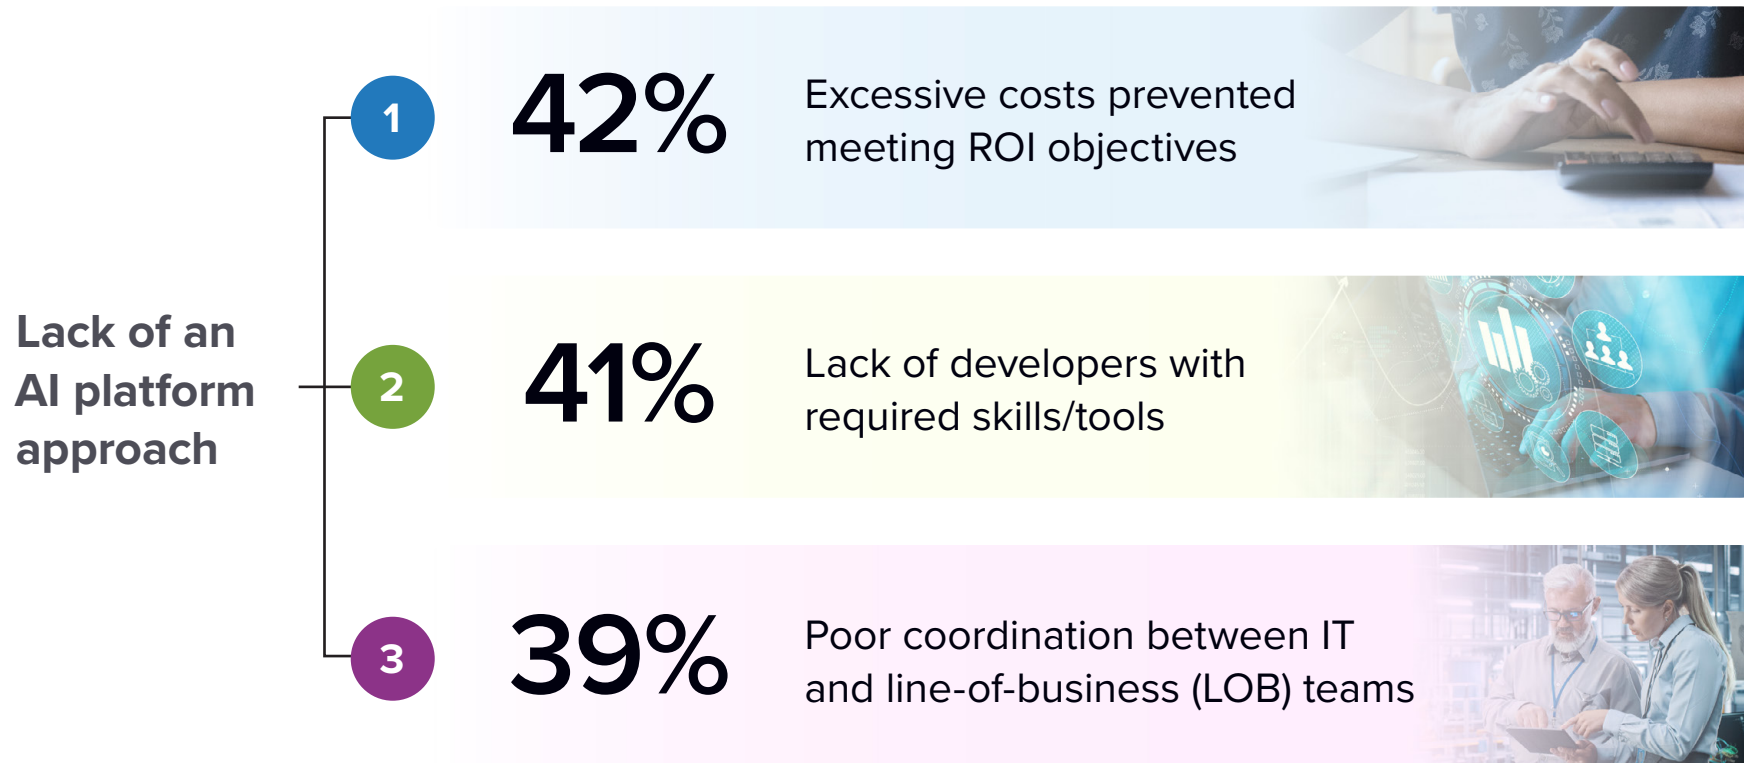 Lack of an
AI platform
approach
1
42%
Excessive costs prevented
meeting ROI objectives
2
41%
Lack of developers with
required skills/tools
3
39%
Poor coordination between IT
and line-of-business (LOB) teams